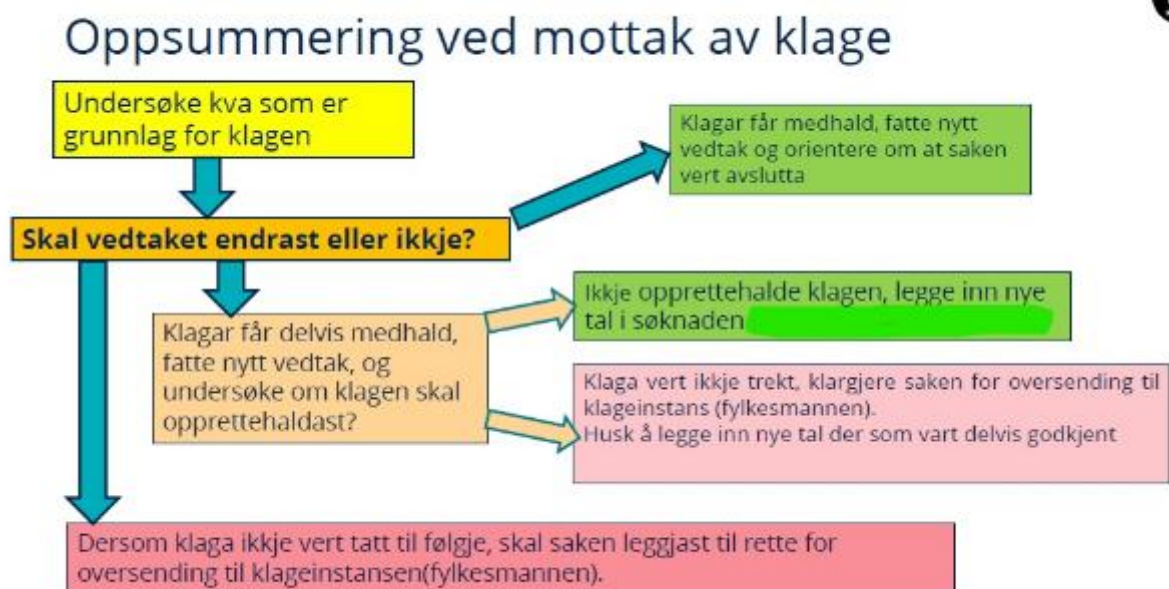 Oppsummering ved mottak av klage
Undersøke kva som er
grunnlag for klagen
Klagar får medhald, fatte nytt
vedtak og orientere om at saken
vert avslutta
Skal vedtaket endrast eller ikkje?
Klagar får delvis medhald,
fatte nytt vedtak, og
undersøke om klagen skal
opprettehaldast?
Ikkje opprettehalde klagen, legge inn nye
tal i søknaden
Klaga vert ikkje trekt, klargjere saken for oversending til
klageinstans (fylkesmannen).
Husk å legge inn nye tal der som vart delvis godkjent
Dersom klaga ikkje vert tatt til følgje, skal saken leggjast til rette for
oversending til klageinstansen(fylkesmannen).